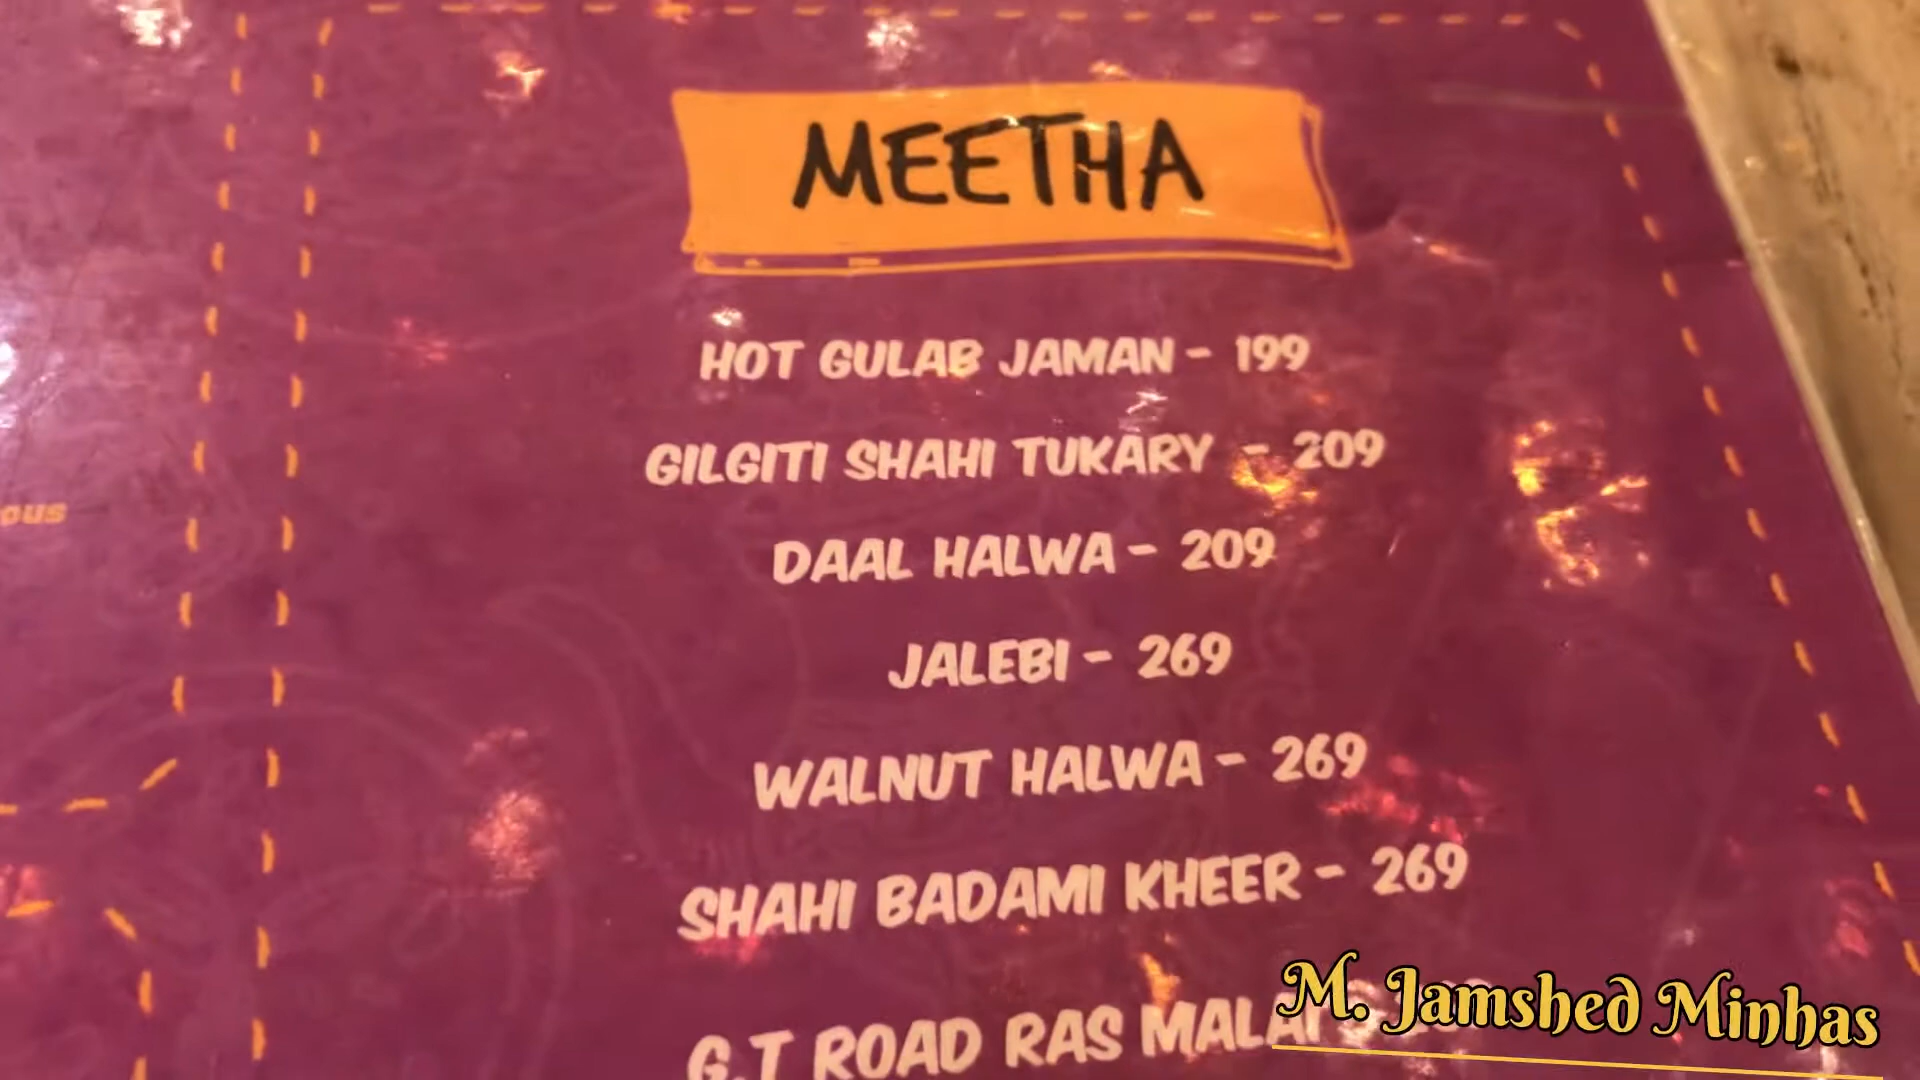 MEETHA
HOT GULAB JAMAN - 199
GILGITI SHAHI TUKARY - 209
DAAL HALWA - 209
JALEBI - 269
WALNUT HALWA - 269
SHAHI BADAMI KHEER - 269
G.T ROAD RAS MALAI
M. Jamshed Minhas